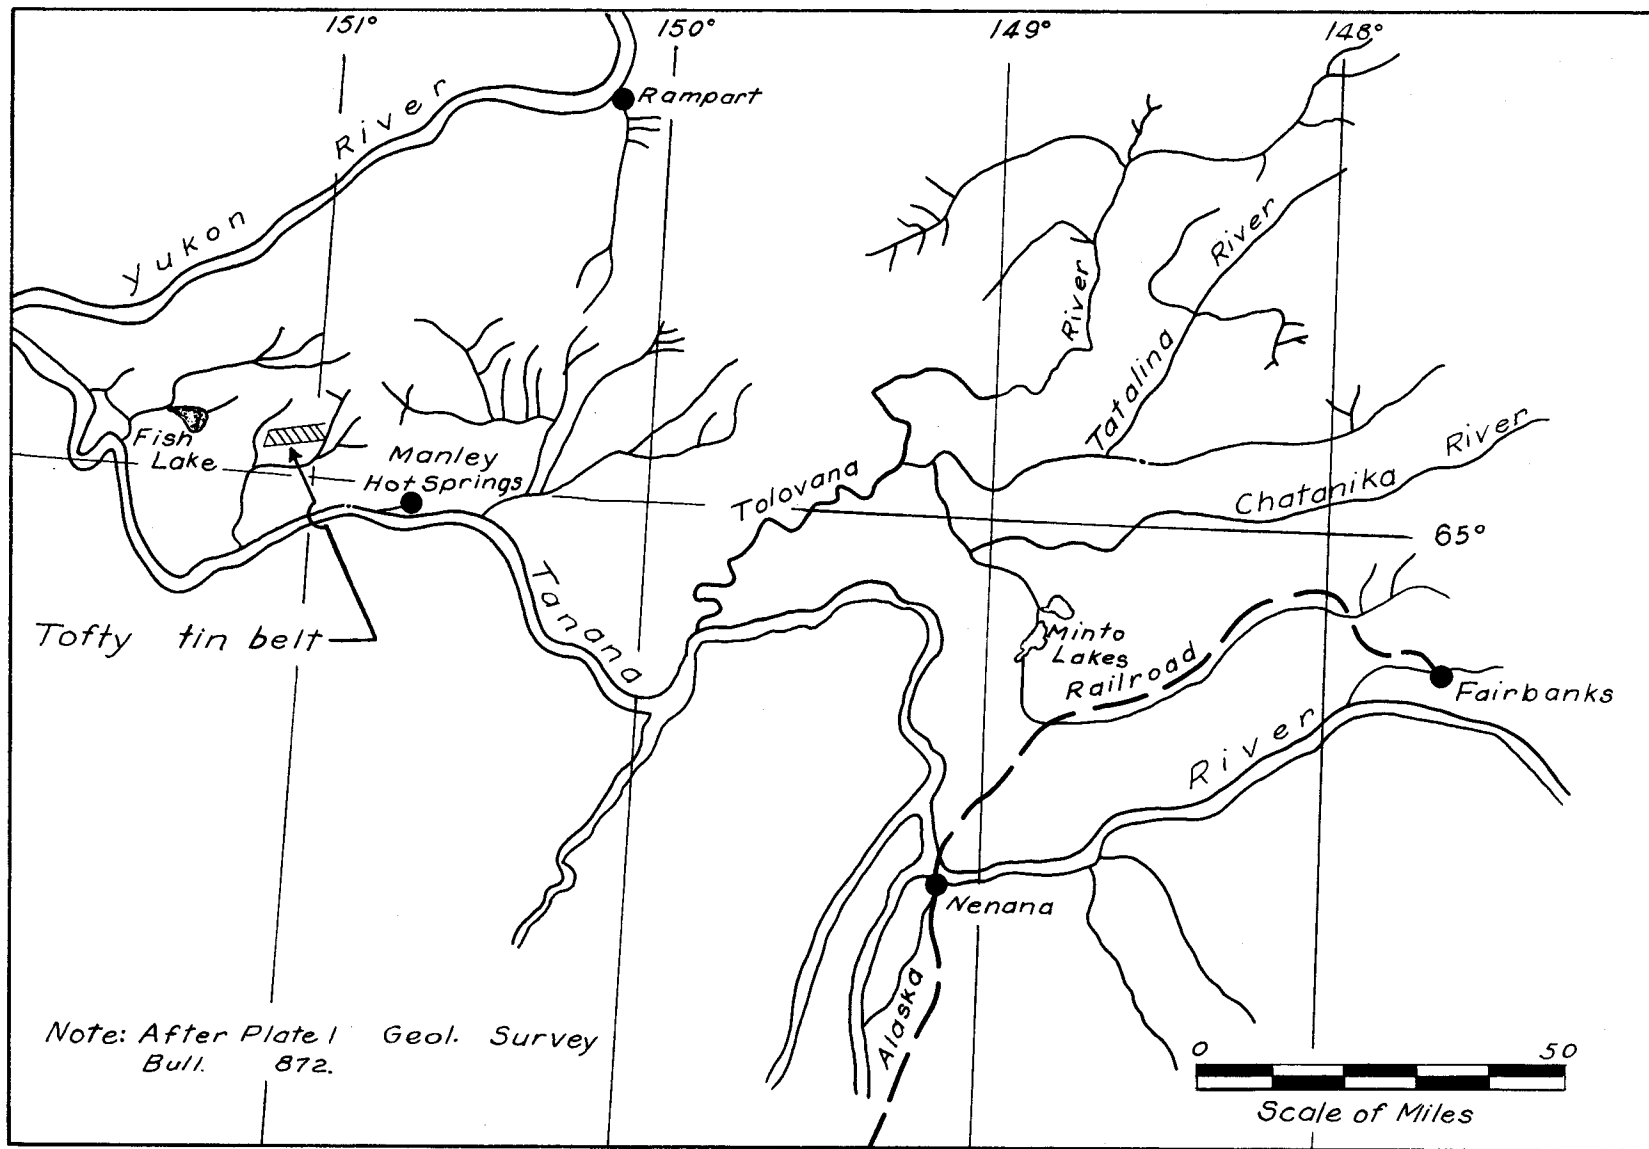 151°
150°
149°
148°
Rampart
Yukon River
River
Tatalina River
Fish
Lake
Manley
Hot Springs
Tolovana
Chatanika River
65°
Tofty tin belt
Tanana
Minto
Lakes
Railroad
Fairbanks
River
Nenana
Alaska
Note: After Plate 1 Geol. Survey
Bull. 872.
0 50
Scale of Miles